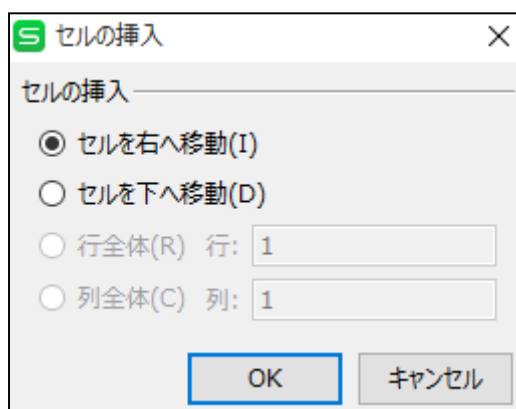 セルの挿入
セルの挿入
セルを右へ移動(I)
セルを下へ移動(D)
行全体(R) 行: 1
列全体(C) 列: 1
OK キャンセル